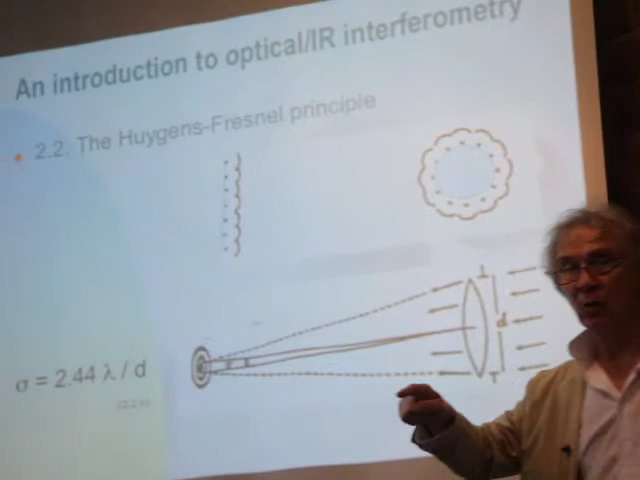 An introduction to optical/IR interferometry
• 2.2. The Huygens-Fresnel principle
d
σ = 2.44 λ / d